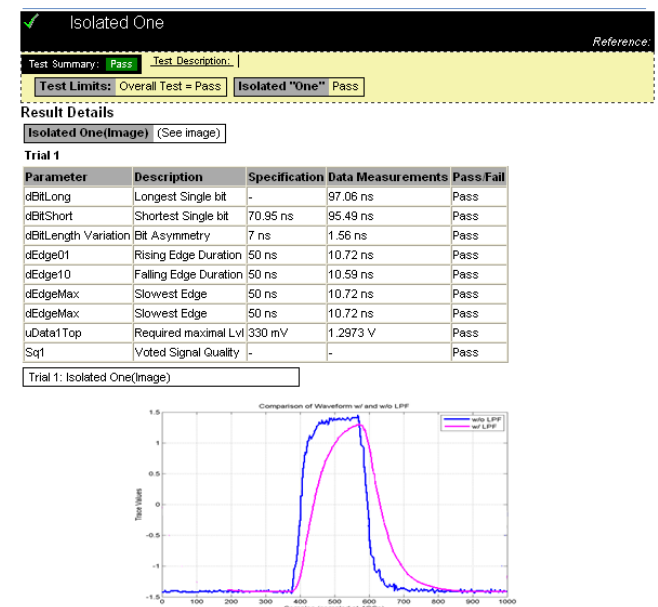 Isolated One
Reference:
Test Summary: Pass Test Description:
Test Limits: Overall Test = Pass Isolated "One" Pass
Result Details
Isolated One(Image) (See image)
Trial 1
Parameter Description Specification Data Measurements Pass/Fail
dBitLong Longest Single bit - 97.06 ns Pass
dBitShort Shortest Single bit 70.95 ns 95.49 ns Pass
dBitLength Variation Bit Asymmetry 7 ns 1.56 ns Pass
dEdge01 Rising Edge Duration 50 ns 10.72 ns Pass
dEdge10 Falling Edge Duration 50 ns 10.59 ns Pass
dEdgeMax Slowest Edge 50 ns 10.72 ns Pass
dEdgeMax Slowest Edge 50 ns 10.72 ns Pass
uData1Top Required maximal Lvl 330 mV 1.2973 V Pass
Sq1 Voted Signal Quality - - Pass
Trial 1: Isolated One(Image)
Comparison of Waveform w/ and w/o LPF
w/o LPF
w/ LPF
Trace Values
1.5
1
0.5
0
-0.5
-1
-1.5
0 100 200 300 400 500 600 700 800 900 1000